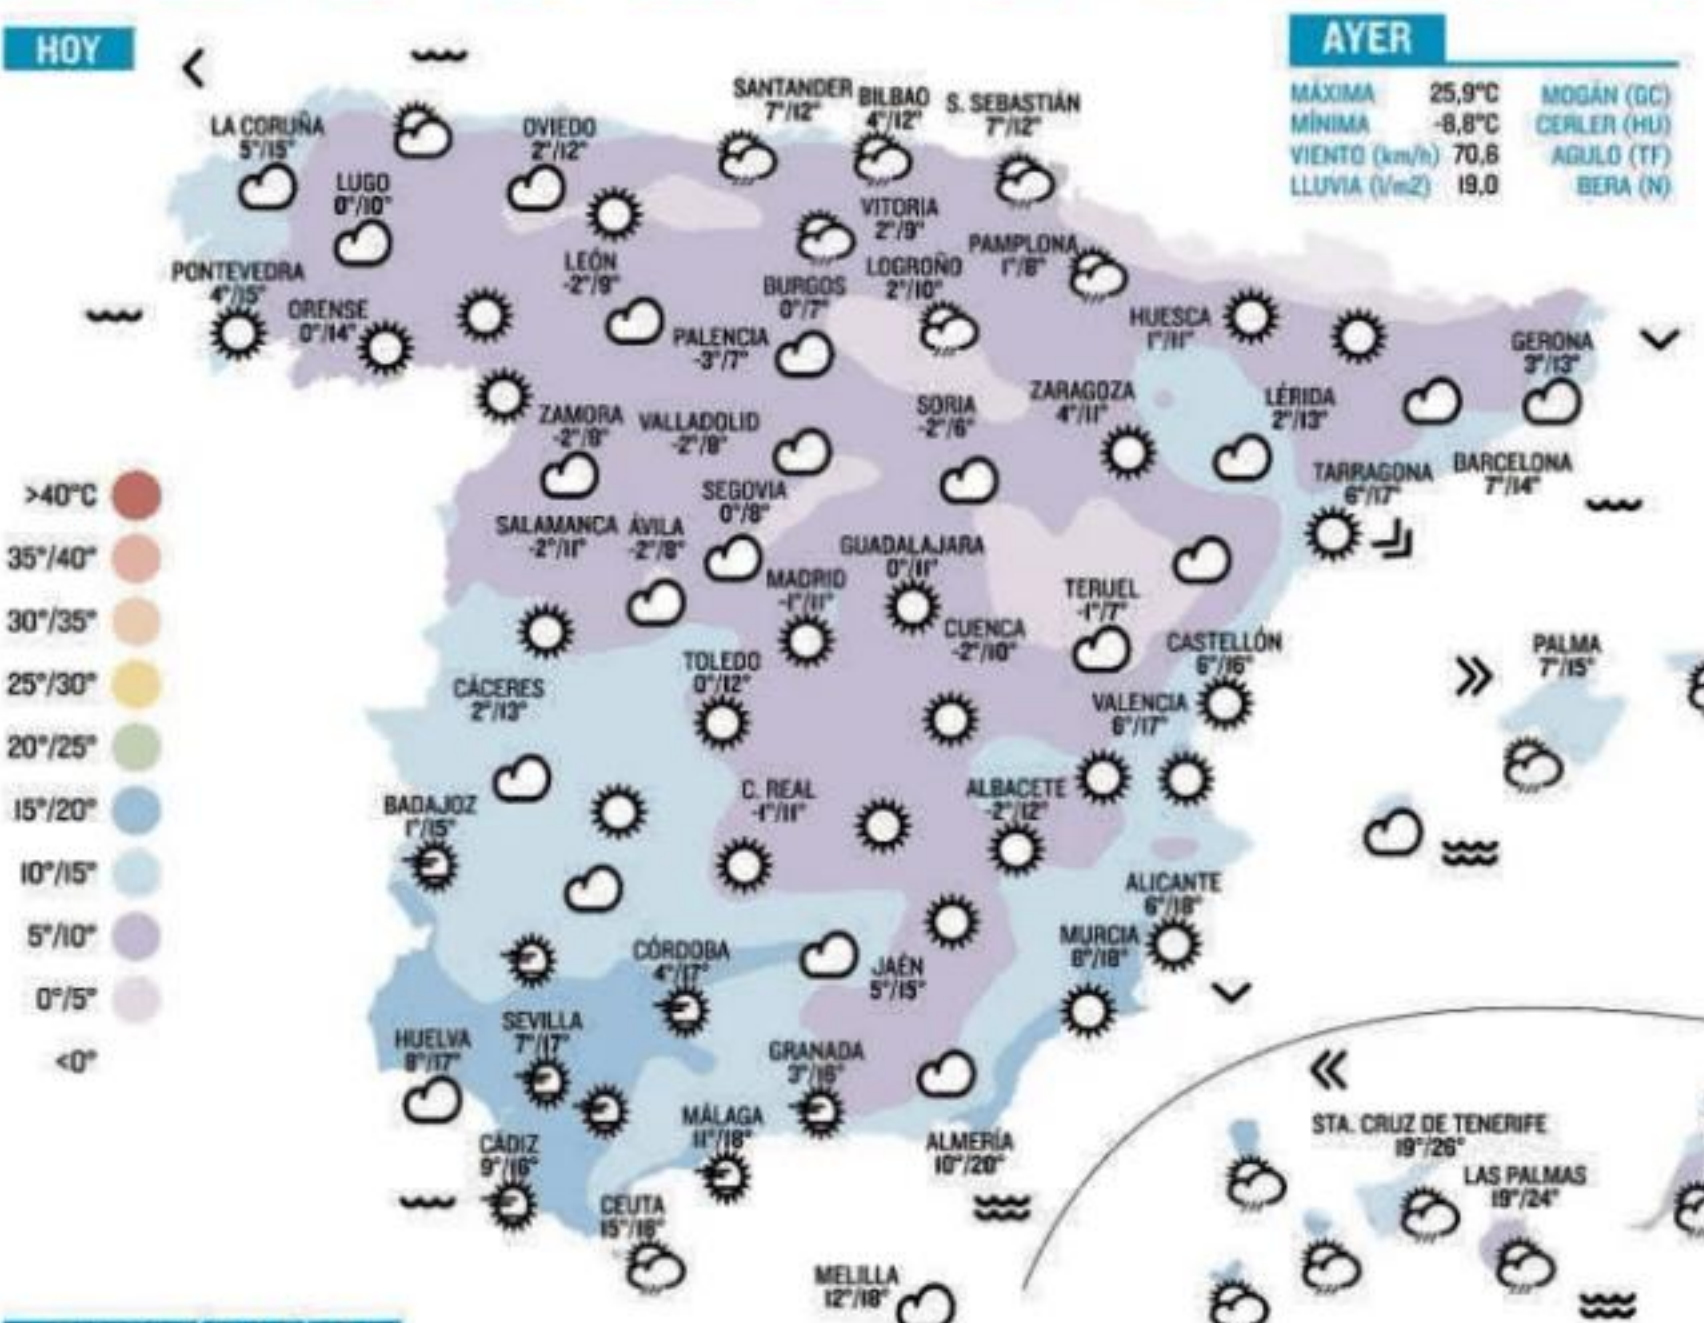 HOY
AYER
MÁXIMA 25,9°C MOGÁN (GC)
MÍNIMA -8,8°C CERLER (HU)
VIENTO (km/h) 70,6 AGULO (TF)
LLUVIA (l/m2) 19,0 BERA (N)
SANTANDER
7°/12°
BILBAO
4°/12°
S. SEBASTIÁN
7°/12°
LA CORUÑA
5°/15°
OVIEDO
2°/12°
LUGO
0°/10°
VITORIA
2°/9°
PAMPLONA
1°/8°
LEÓN
-2°/9°
LOGROÑO
2°/10°
PONTEVEDRA
4°/15°
BURGOS
0°/7°
ORENSE
0°/14°
HUESCA
1°/11°
PALENCIA
-3°/7°
GERONA
3°/13°
ZARAGOZA
4°/11°
LÉRIDA
2°/13°
SORIA
-2°/6°
ZAMORA
-2°/9°
VALLADOLID
-2°/8°
TARRAGONA
6°/17°
BARCELONA
7°/14°
SEGOVIA
0°/8°
SALAMANCA
-2°/11°
ÁVILA
-2°/8°
GUADALAJARA
0°/11°
MADRID
-1°/11°
TERUEL
-1°/7°
CUENCA
-2°/10°
CASTELLÓN
6°/16°
PALMA
7°/15°
TOLEDO
0°/12°
CÁCERES
2°/13°
VALENCIA
6°/17°
C. REAL
-1°/11°
ALBACETE
-2°/12°
BADAJOZ
1°/15°
ALICANTE
6°/18°
MURCIA
8°/18°
CÓRDOBA
4°/17°
JAÉN
5°/15°
SEVILLA
7°/17°
HUELVA
8°/17°
GRANADA
3°/16°
MÁLAGA
11°/18°
CÁDIZ
9°/16°
ALMERÍA
10°/20°
CEUTA
15°/16°
MELILLA
12°/18°
STA. CRUZ DE TENERIFE
19°/26°
LAS PALMAS
19°/24°
>40°C
35°/40°
30°/35°
25°/30°
20°/25°
15°/20°
10°/15°
5°/10°
0°/5°
<0°